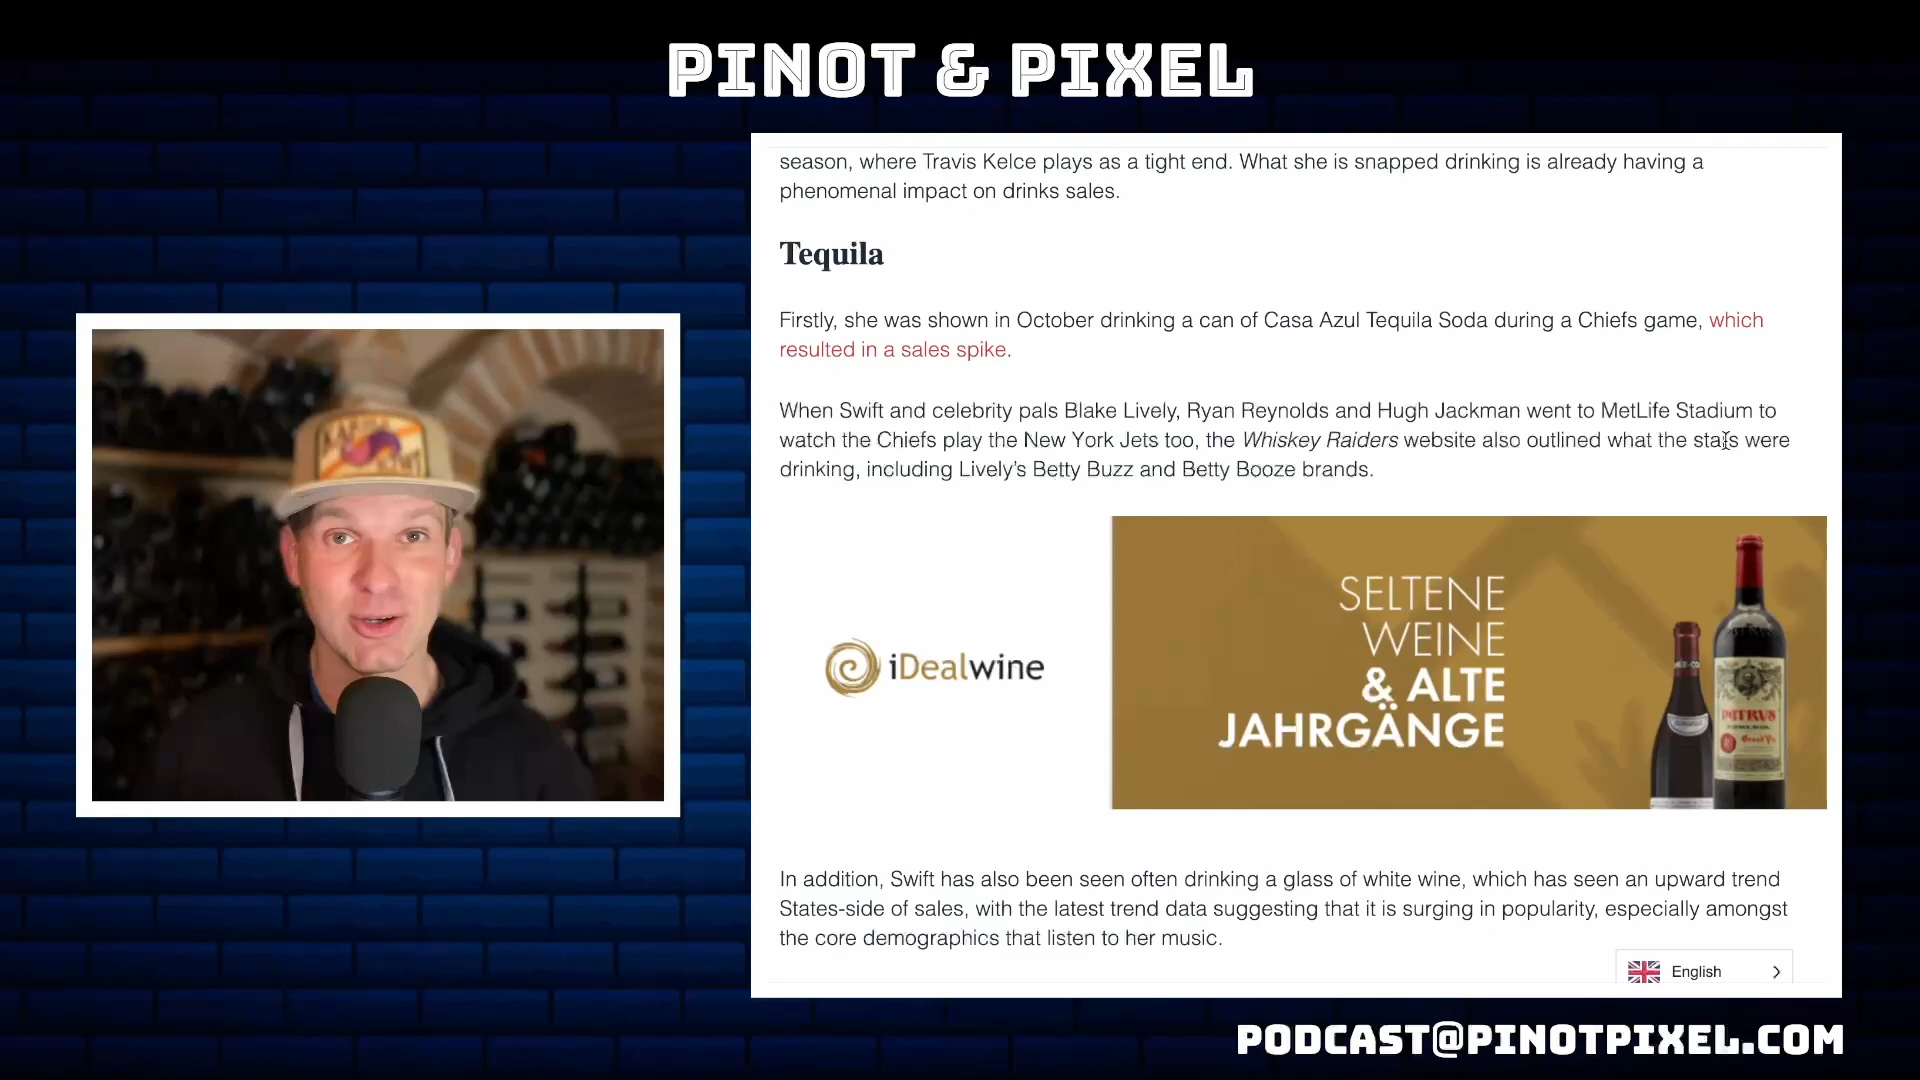 PINOT & PIXEL
season, where Travis Kelce plays as a tight end. What she is snapped drinking is already having a
phenomenal impact on drinks sales.
Tequila
Firstly, she was shown in October drinking a can of Casa Azul Tequila Soda during a Chiefs game, which
resulted in a sales spike.
When Swift and celebrity pals Blake Lively, Ryan Reynolds and Hugh Jackman went to MetLife Stadium to
watch the Chiefs play the New York Jets too, the Whiskey Raiders website also outlined what the stars were
drinking, including Lively’s Betty Buzz and Betty Booze brands.
iDealwine
SELTENE
WEINE
& ALTE
JAHRGÄNGE
PETRVS
In addition, Swift has also been seen often drinking a glass of white wine, which has seen an upward trend
States-side of sales, with the latest trend data suggesting that it is surging in popularity, especially amongst
the core demographics that listen to her music.
English
PODCAST@PINOTPIXEL.COM